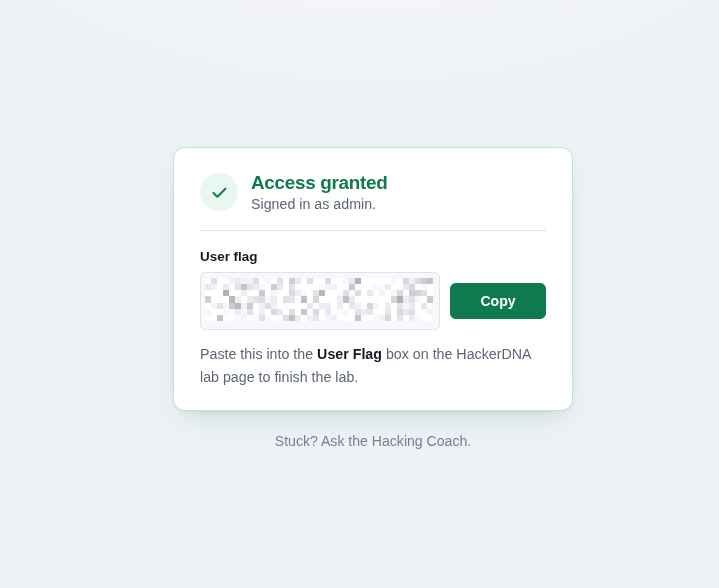 Access granted
Signed in as admin.
User flag
Copy
Paste this into the User Flag box on the HackerDNA
lab page to finish the lab.
Stuck? Ask the Hacking Coach.